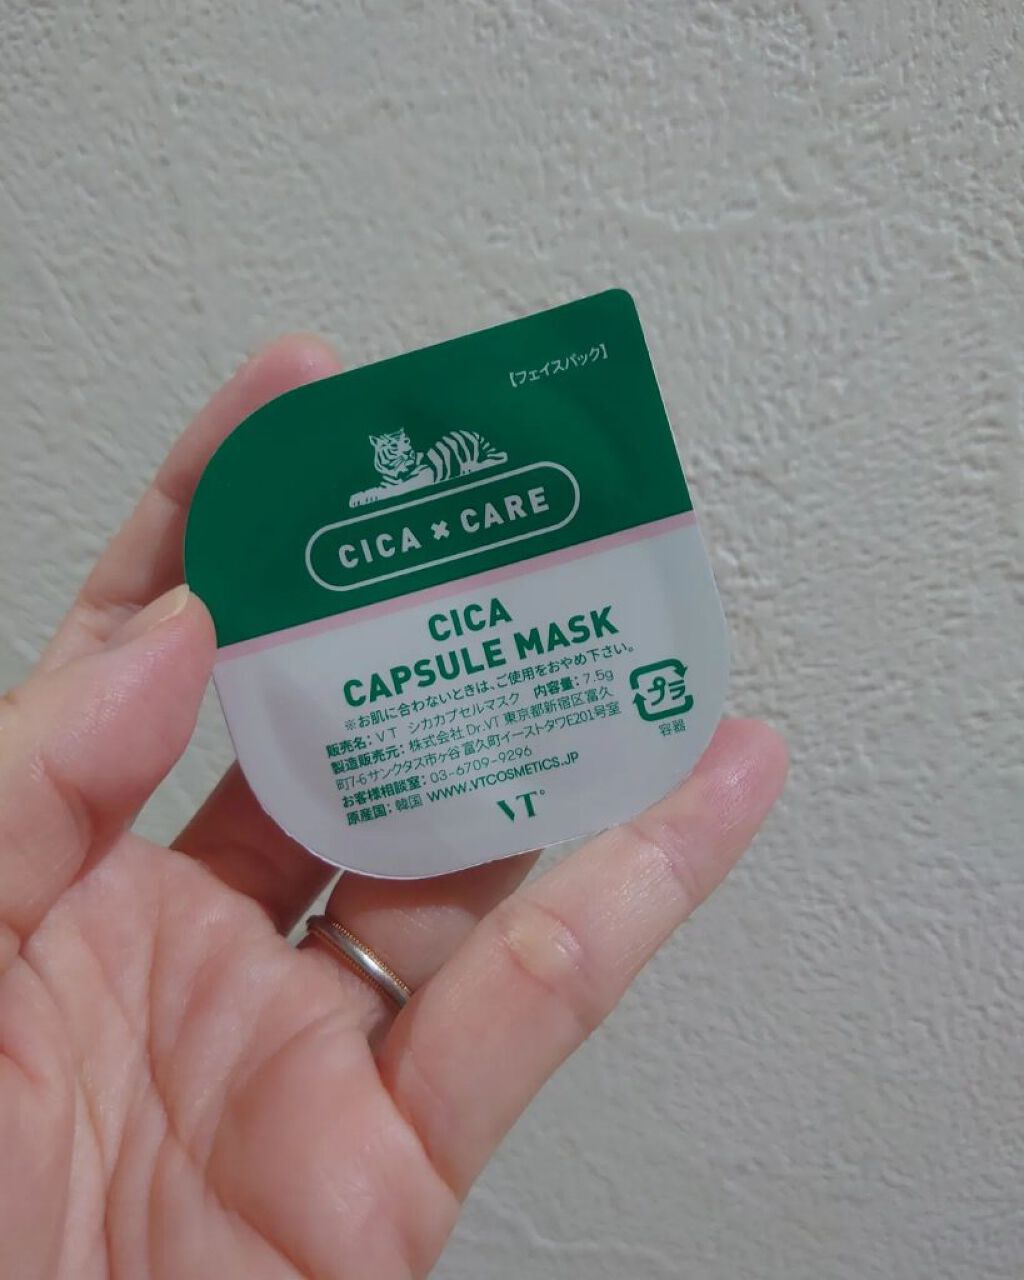 【フェイスパック】
CICA × CARE
CICA
CAPSULE MASK
※お肌に合わないときは、ご使用をおやめ下さい。
販売名：VT シカカプセルマスク 内容量：7.5g
製造販売元：株式会社 Dr.VT 東京都新宿区富久
町7-6サンクタス市ヶ谷富久町イーストタワE201号室
お客様相談室：03-6709-9296
原産国：韓国 WWW.VTCOSMETICS.JP
プラ
容器
VT